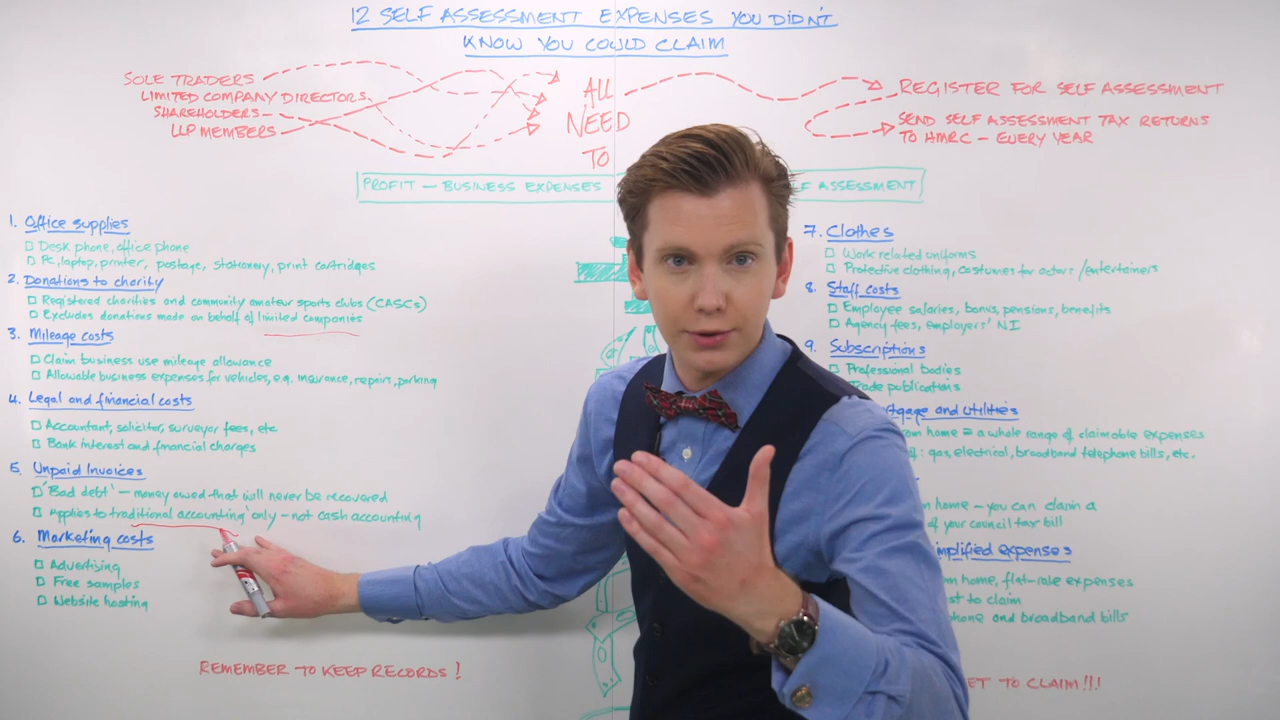 12 SELF ASSESSMENT EXPENSES YOU DIDN'T
KNOW YOU COULD CLAIM
SOLE TRADERS
LIMITED COMPANY DIRECTORS
SHAREHOLDERS
LLP MEMBERS
ALL
NEED
TO
REGISTER FOR SELF ASSESSMENT
SEND SELF ASSESSMENT TAX RETURNS
TO HMRC - EVERY YEAR
PROFIT - BUSINESS EXPENSES
ASSESSMENT
1. Office supplies
Desk phone, office phone
PC, laptop, printer, postage, stationery, print cartridges
2. Donations to charity
Registered charities and community amateur sports clubs (CASCs)
Excludes donations made on behalf of limited companies
3. Mileage costs
Claim business use mileage allowance
Allowable business expenses for vehicles, e.g. insurance, repairs, parking
4. Legal and financial costs
Accountant, solicitor, surveyor fees, etc
Bank interest and financial charges
5. Unpaid Invoices
'Bad debt' - money owed that will never be recovered
Applies to 'traditional accounting' only - not cash accounting
6. Marketing costs
Advertising
Free samples
Website hosting
REMEMBER TO KEEP RECORDS!
7. Clothes
Work related uniforms
Protective clothing, costumes for actors/entertainers
8. Staff costs
Employee salaries, bonus, pensions, benefits
Agency fees, employers' NI
9. Subscriptions
Professional bodies
Trade publications
and utilities
home = a whole range of claimable expenses
of: gas, electrical, broadband telephone bills, etc.
home - you can claim a
of your council tax bill
expenses
home, flat-rate expenses
to claim
and broadband bills
TO CLAIM!!!